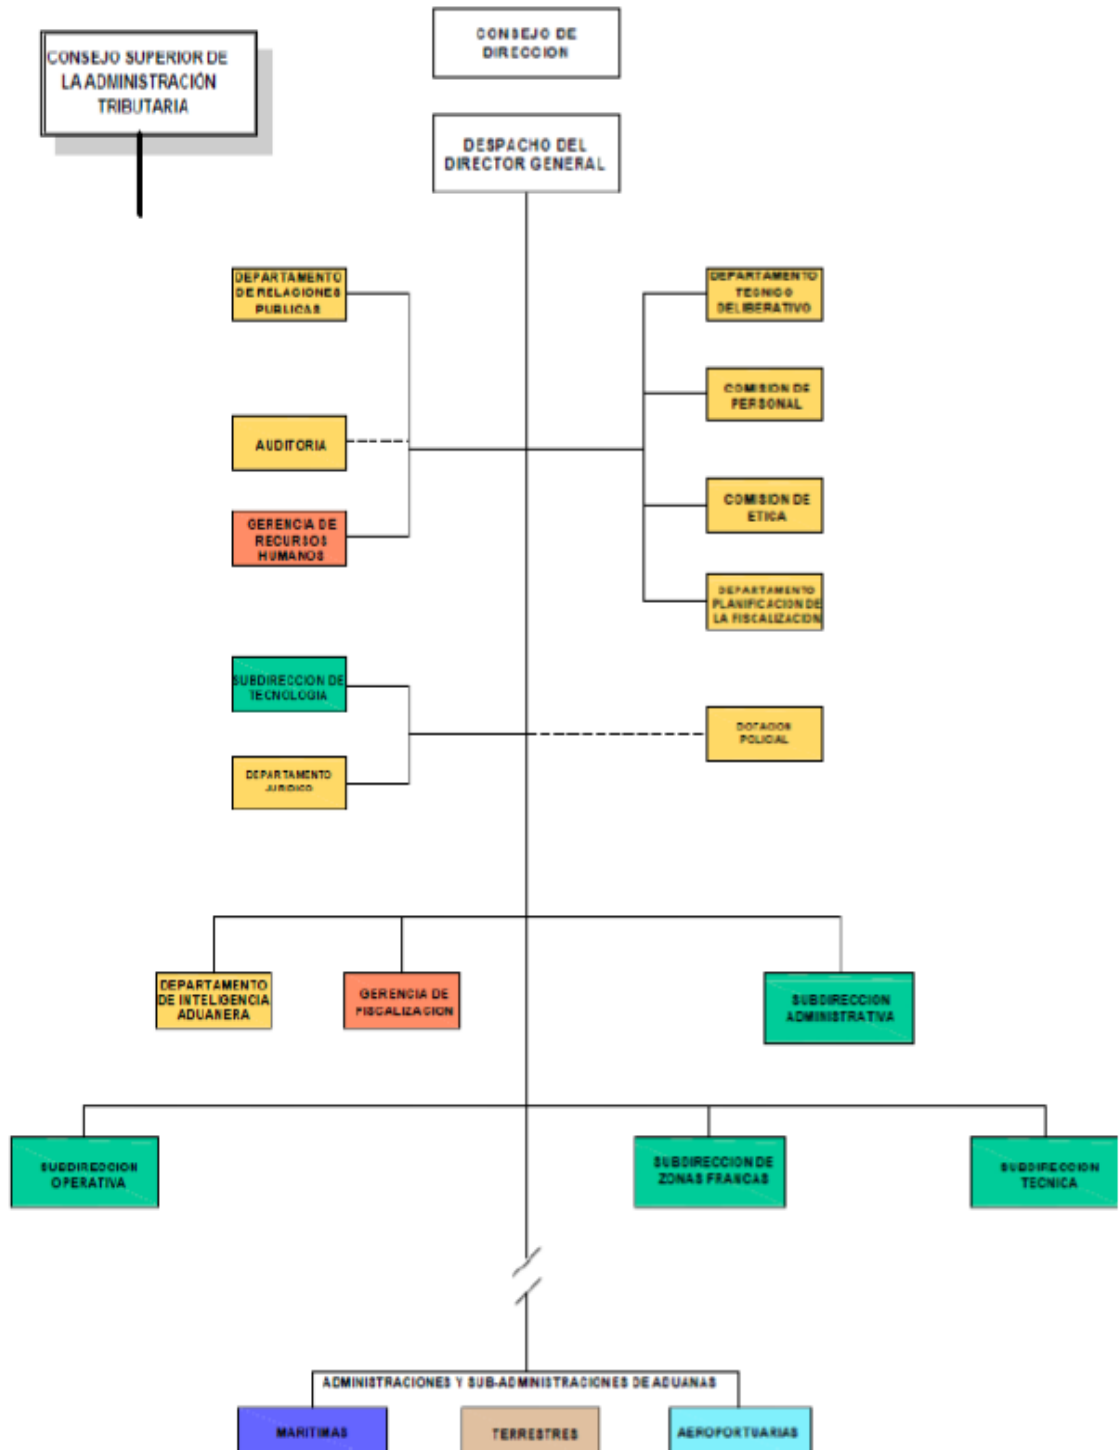 CONSEJO SUPERIOR DE
LA ADMINISTRACIÓN
TRIBUTARIA
CONSEJO DE
DIRECCION
DESPACHO DEL
DIRECTOR GENERAL
DEPARTAMENTO
DE RELACIONES
PUBLICAS
DEPARTAMENTO
TECNICO
DELIBERATIVO
COMISION DE
PERSONAL
AUDITORIA
COMISION DE
ETICA
GERENCIA DE
RECURSOS
HUMANOS
DEPARTAMENTO
PLANIFICACION DE
LA FISCALIZACION
SUBDIRECCION DE
TECNOLOGIA
DOTACION
POLICIAL
DEPARTAMENTO
JURIDICO
DEPARTAMENTO
DE INTELIGENCIA
ADUANERA
GERENCIA DE
FISCALIZACION
SUBDIRECCION
ADMINISTRATIVA
SUBDIRECCION
OPERATIVA
SUBDIRECCION DE
ZONAS FRANCAS
SUBDIRECCION
TECNICA
ADMINISTRACIONES Y SUB-ADMINISTRACIONES DE ADUANAS
MARITIMAS
TERRESTRES
AEROPORTUARIAS